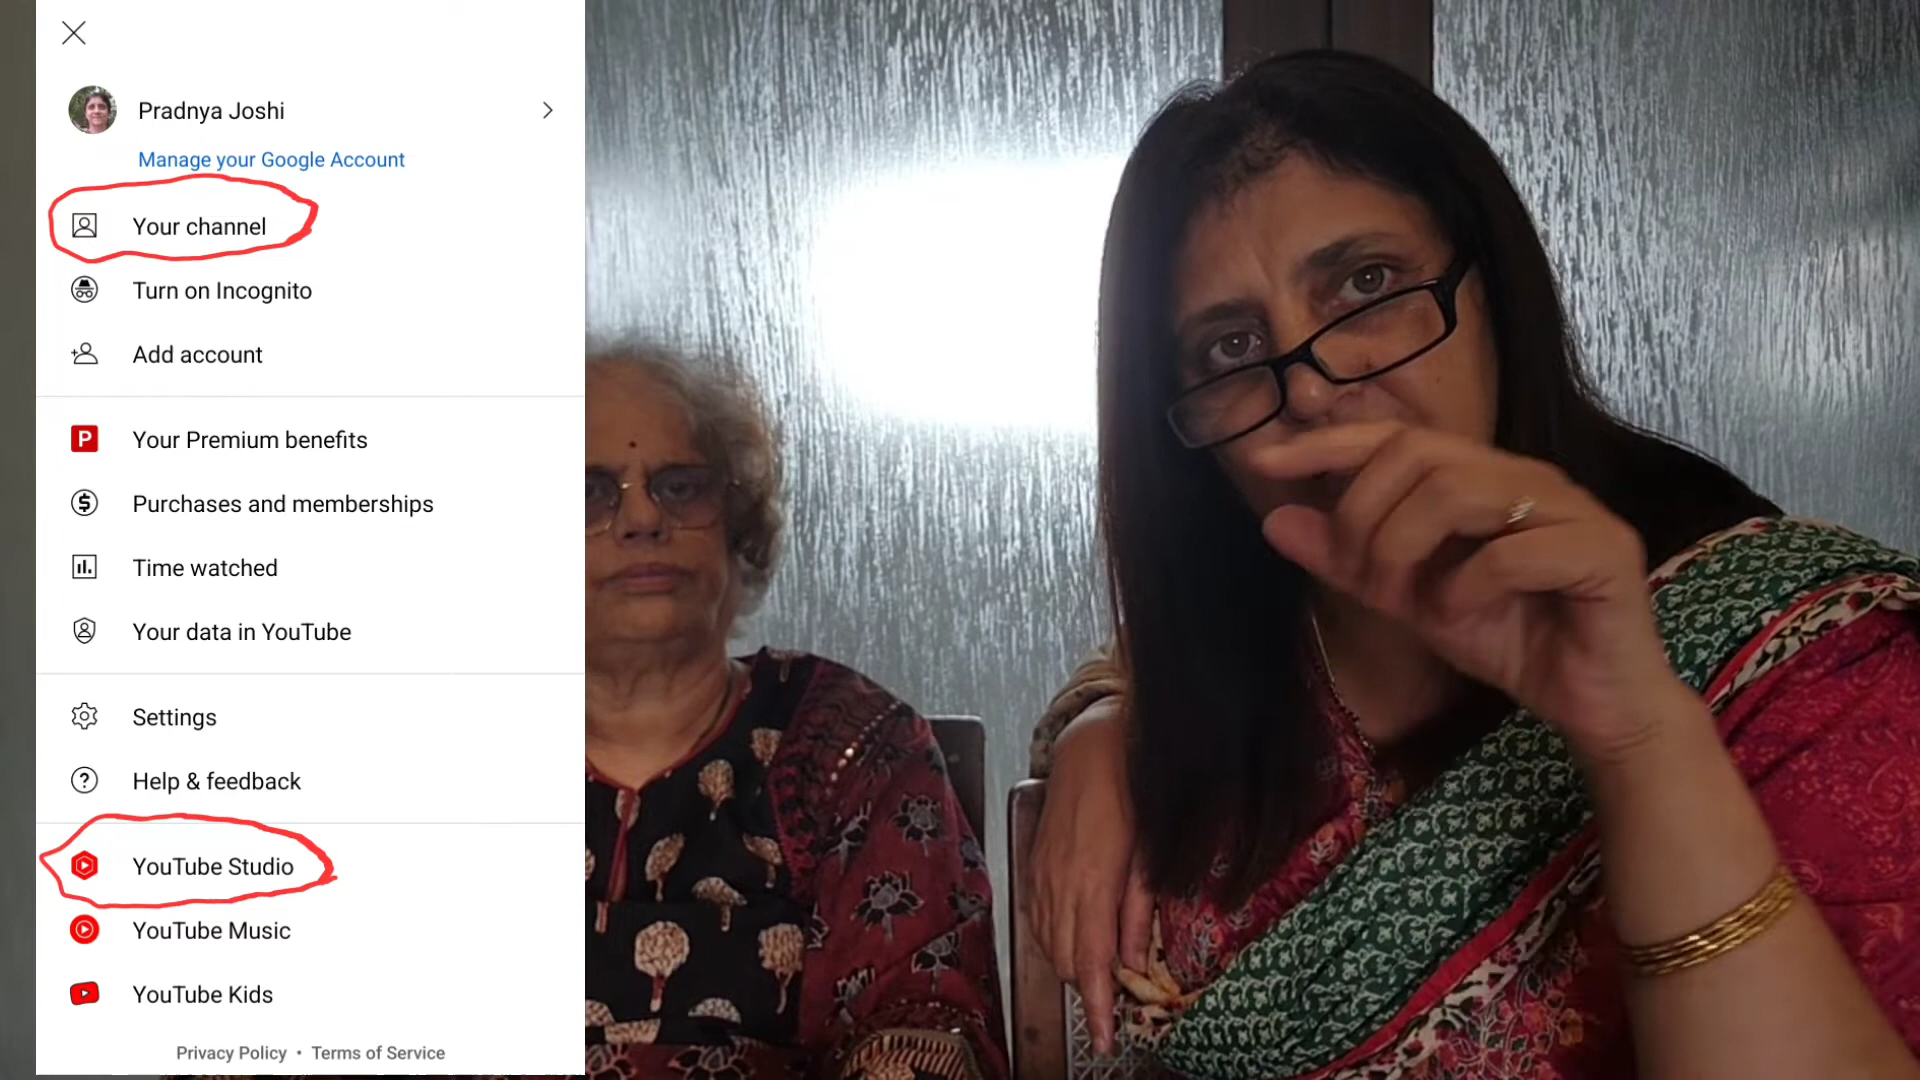 Pradnya Joshi
Manage your Google Account
Your channel
Turn on Incognito
Add account
P
Your Premium benefits
Purchases and memberships
Time watched
Your data in YouTube
Settings
Help & feedback
YouTube Studio
YouTube Music
YouTube Kids
Privacy Policy • Terms of Service